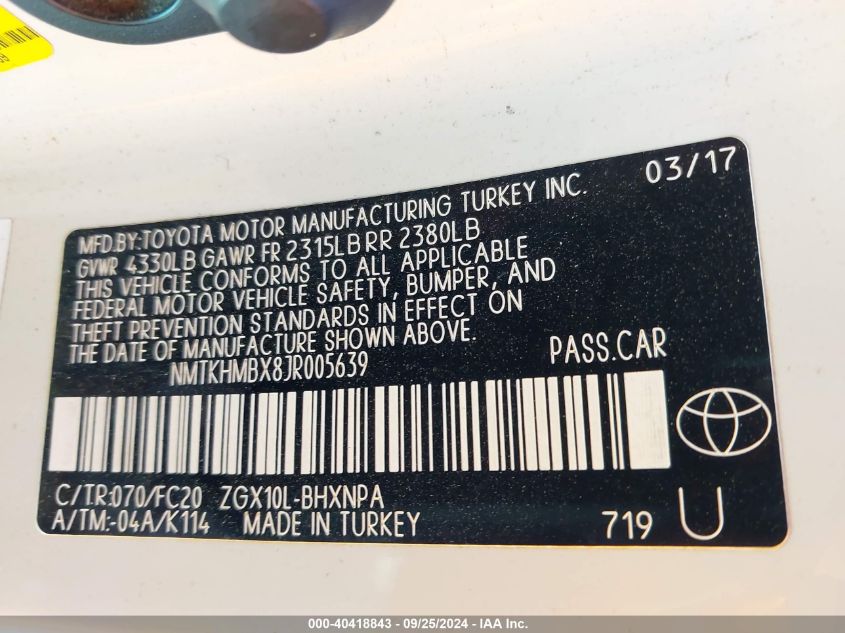 03/17
MFD.BY:TOYOTA MOTOR MANUFACTURING TURKEY INC.
GVWR 4330LB GAWR FR 2315LB RR 2380LB
THIS VEHICLE CONFORMS TO ALL APPLICABLE
FEDERAL MOTOR VEHICLE SAFETY, BUMPER, AND
THEFT PREVENTION STANDARDS IN EFFECT ON
THE DATE OF MANUFACTURE SHOWN ABOVE.
NMTKHMBX8JR005639 PASS.CAR
C/TR:070/FC20 ZGX10L-BHXNPA
A/TM:-04A/K114 MADE IN TURKEY 719 U
000-40418843 - 09/25/2024 - IAA Inc.